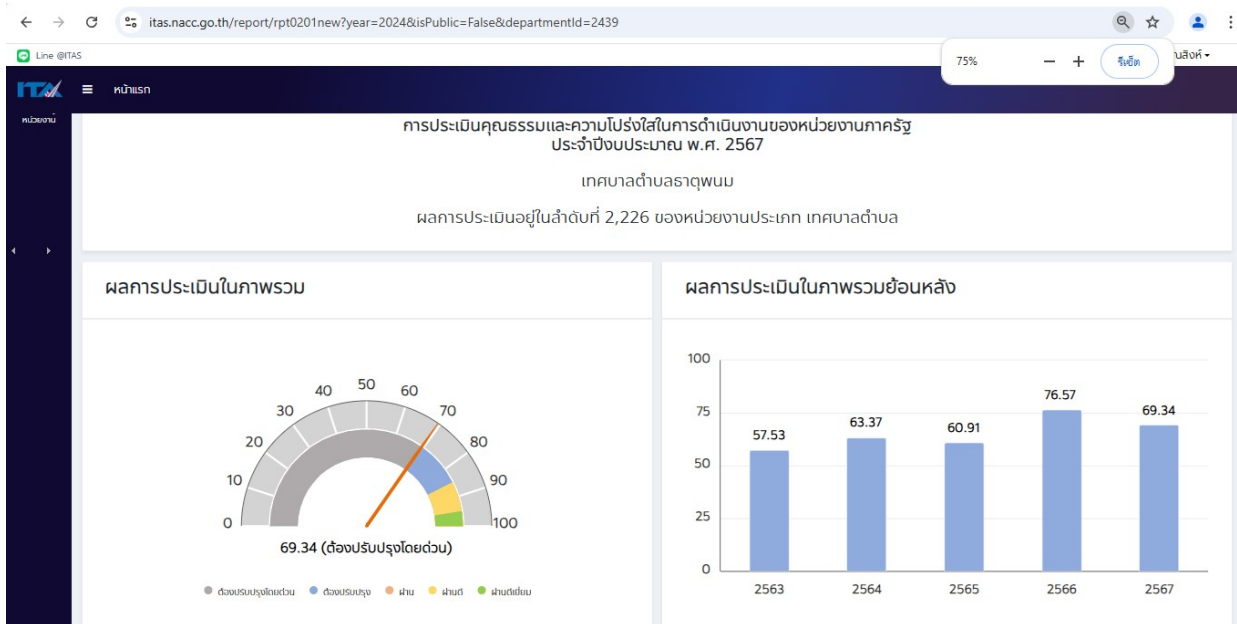 itas.nacc.go.th/report/rpt0201new?year=2024&isPublic=False&departmentId=2439
Line @ITAS
75%
รีเซ็ต
ณสิงห์
ITA
หน้าแรก
หน่วยงาน
การประเมินคุณธรรมและความโปร่งใสในการดำเนินงานของหน่วยงานภาครัฐ
ประจำปีงบประมาณ พ.ศ. 2567
เทศบาลตำบลธาตุพนม
ผลการประเมินอยู่ในลำดับที่ 2,226 ของหน่วยงานประเภท เทศบาลตำบล
ผลการประเมินในภาพรวม
0
10
20
30
40
50
60
70
80
90
100
69.34 (ต้องปรับปรุงโดยด่วน)
ต้องปรับปรุงโดยด่วน ต้องปรับปรุง ผ่าน ผ่านดี ผ่านดีเยี่ยม
ผลการประเมินในภาพรวมย้อนหลัง
100
75
50
25
0
57.53
63.37
60.91
76.57
69.34
2563 2564 2565 2566 2567